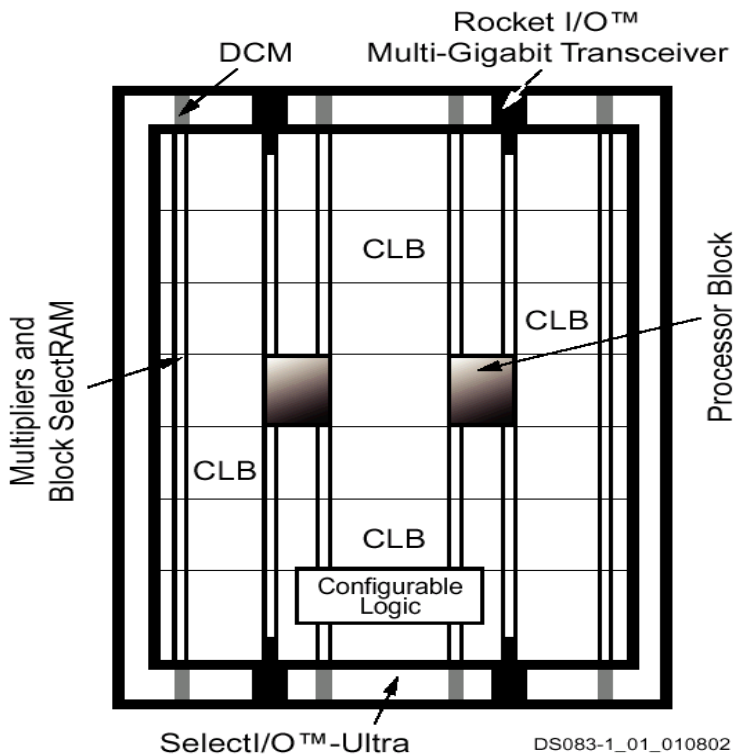 Rocket I/O™
Multi-Gigabit Transceiver
DCM
CLB
CLB
Processor Block
Multipliers and
Block SelectRAM
CLB
CLB
Configurable
Logic
SelectI/O™-Ultra
DS083-1_01_010802